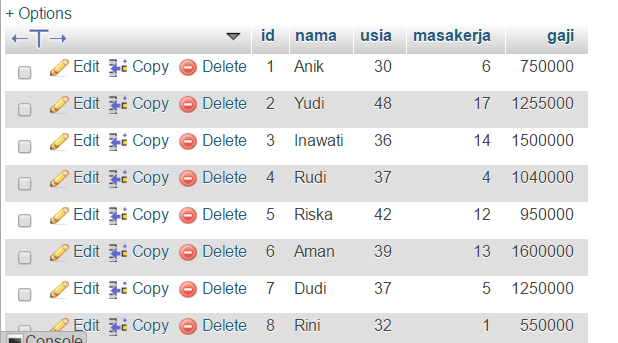 + Options
←T→ id nama usia masakerja gaji
Edit Copy Delete 1 Anik 30 6 750000
Edit Copy Delete 2 Yudi 48 17 1255000
Edit Copy Delete 3 Inawati 36 14 1500000
Edit Copy Delete 4 Rudi 37 4 1040000
Edit Copy Delete 5 Riska 42 12 950000
Edit Copy Delete 6 Aman 39 13 1600000
Edit Copy Delete 7 Dudi 37 5 1250000
Edit Copy Delete 8 Rini 32 1 550000
Console